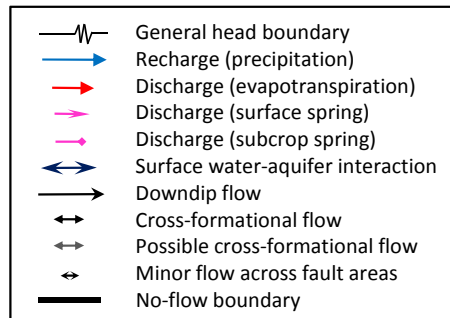 General head boundary
Recharge (precipitation)
Discharge (evapotranspiration)
Discharge (surface spring)
Discharge (subcrop spring)
Surface water-aquifer interaction
Downdip flow
Cross-formational flow
Possible cross-formational flow
Minor flow across fault areas
No-flow boundary